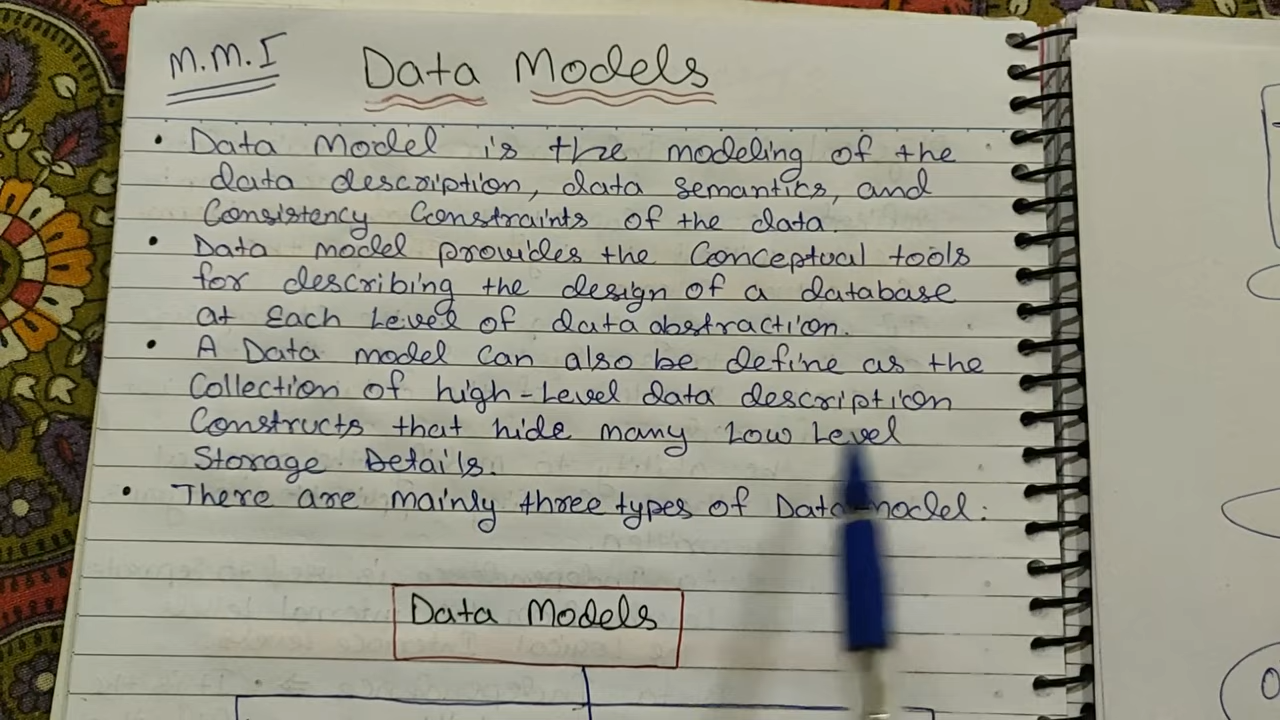 M.M.I Data Models
• Data Model is the modeling of the
data description, data semantics, and
Consistency Constraints of the data.
• Data model provides the Conceptual tools
for describing the design of a database
at Each Level of data abstraction.
• A Data model can also be define as the
Collection of high-Level data description
Constructs that hide many Low Level
Storage Details.
• There are mainly three types of Data model:
Data Models